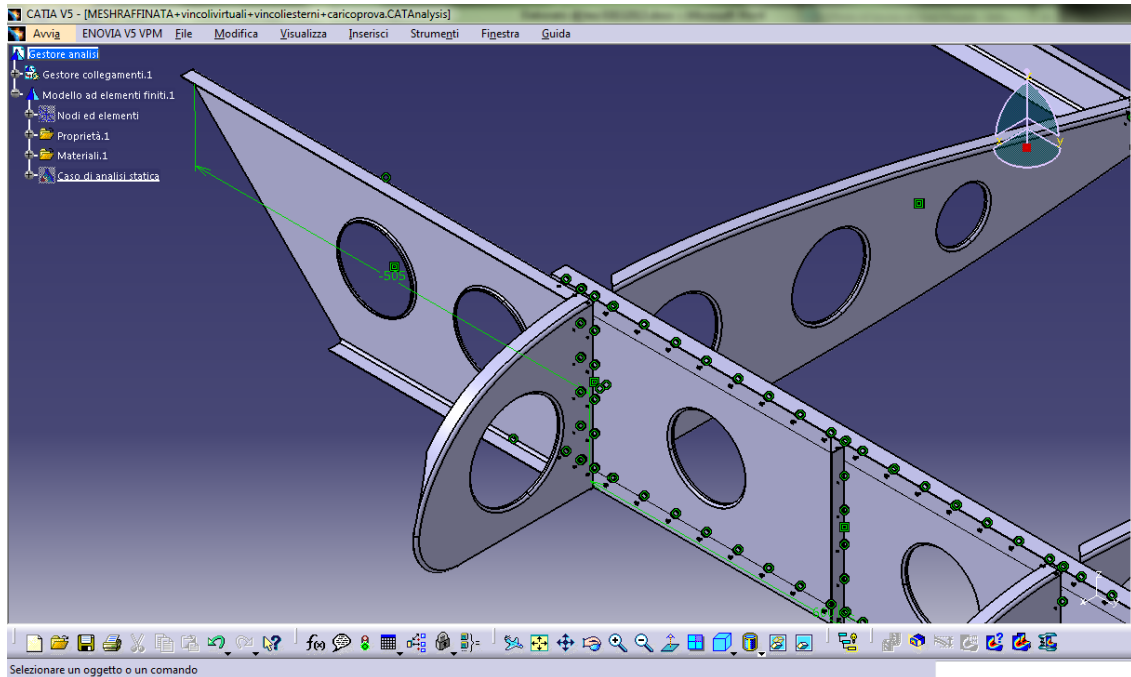 CATIA V5 - [MESHRAFFINATA+vincolivirtuali+vincoliesterni+caricoprova.CATAnalysis]
Avvia ENOVIA V5 VPM File Modifica Visualizza Inserisci Strumenti Finestra Guida
Gestore analisi
Gestore collegamenti.1
Modello ad elementi finiti.1
Nodi ed elementi
Proprietà.1
Materiali.1
Caso di analisi statica
-505
f(x)
Selezionare un oggetto o un comando